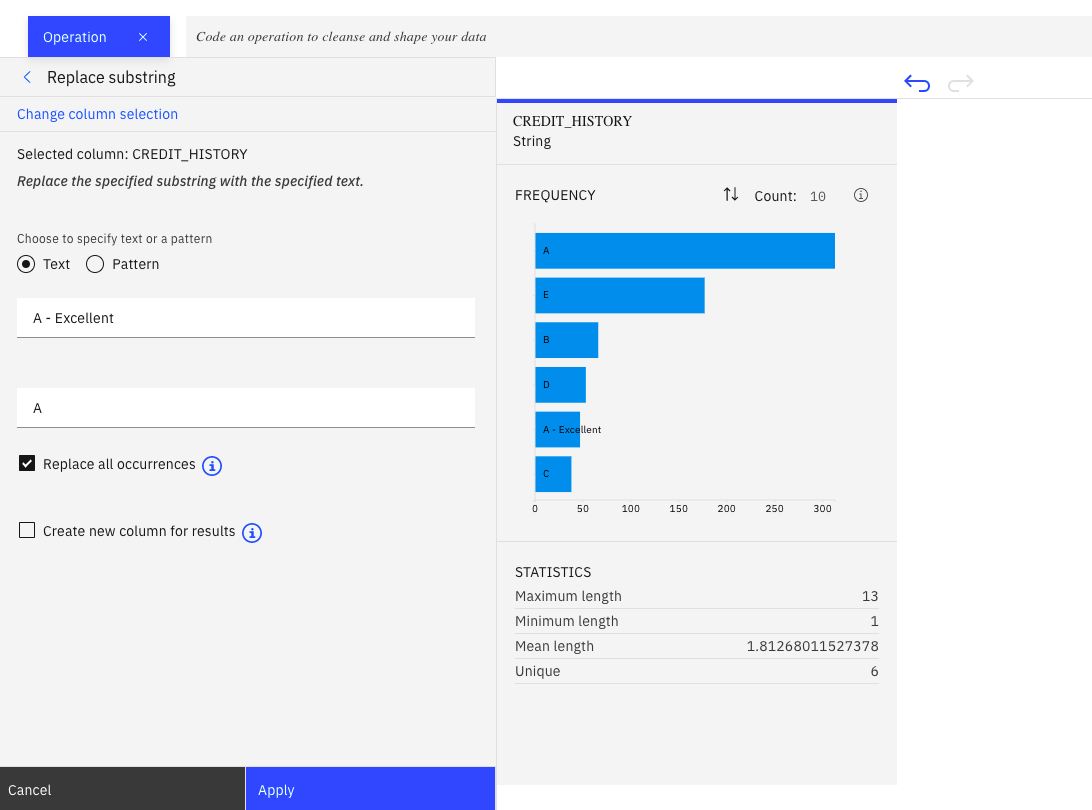 Operation
Code an operation to cleanse and shape your data
Replace substring
Change column selection
Selected column: CREDIT_HISTORY
Replace the specified substring with the specified text.
Choose to specify text or a pattern
Text Pattern
A - Excellent
A
Replace all occurrences
Create new column for results
Cancel
Apply
CREDIT_HISTORY
String
FREQUENCY Count: 10
A
E
B
D
A - Excellent
C
0 50 100 150 200 250 300
STATISTICS
Maximum length 13
Minimum length 1
Mean length 1.81268011527378
Unique 6